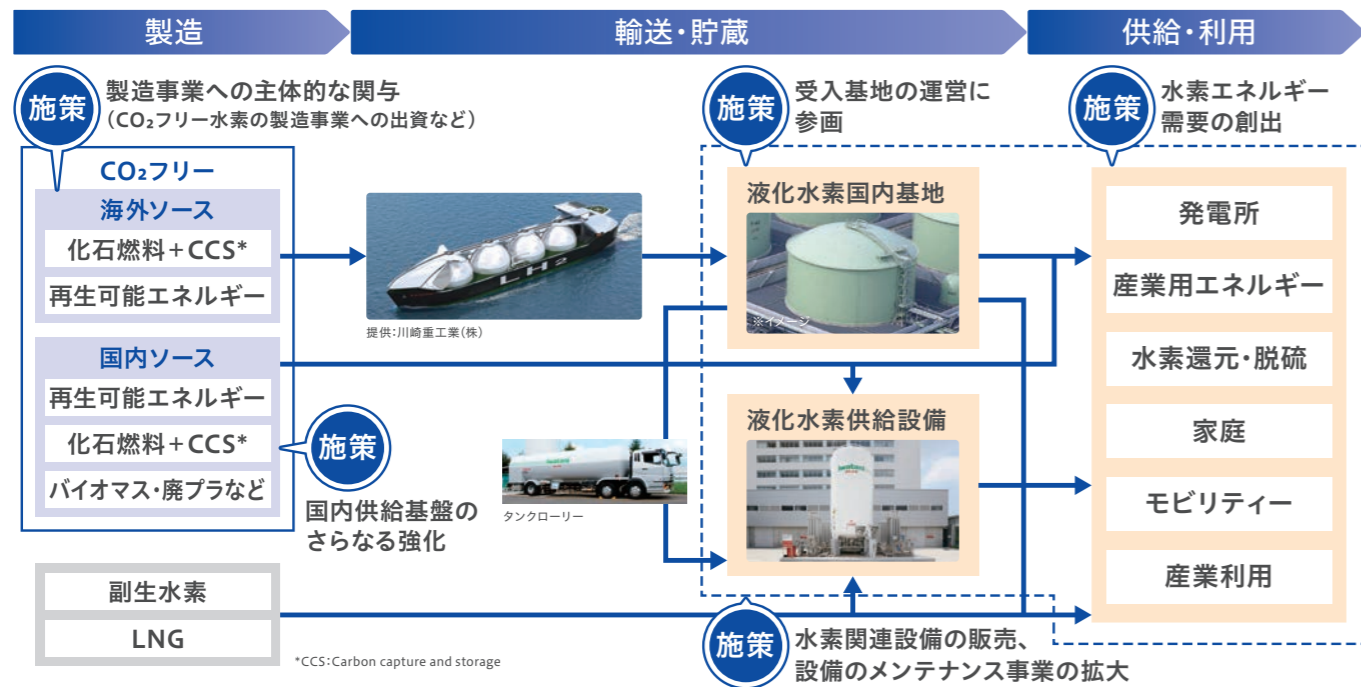 製造
輸送・貯蔵
供給・利用
施策
製造事業への主体的な関与
（CO₂フリー水素の製造事業への出資など）
施策
受入基地の運営に
参画
施策
水素エネルギー
需要の創出
CO₂フリー
海外ソース
化石燃料＋CCS*
再生可能エネルギー
国内ソース
再生可能エネルギー
化石燃料＋CCS*
バイオマス・廃プラなど
施策
国内供給基盤の
さらなる強化
副生水素
LNG
*CCS：Carbon capture and storage
LH2
提供：川崎重工業（株）
タンクローリー
液化水素国内基地
※イメージ
液化水素供給設備
施策
水素関連設備の販売、
設備のメンテナンス事業の拡大
発電所
産業用エネルギー
水素還元・脱硫
家庭
モビリティー
産業利用